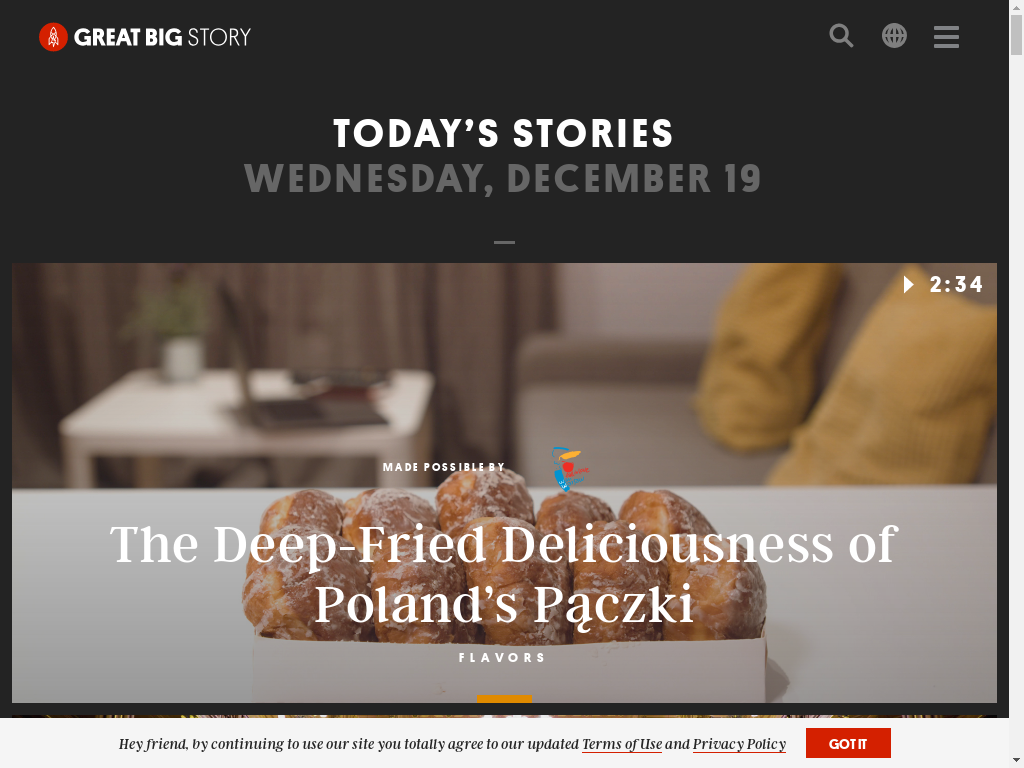 GREAT BIG STORY
TODAY'S STORIES
WEDNESDAY, DECEMBER 19
2:34
MADE POSSIBLE BY
The Deep-Fried Deliciousness of
Poland's Pączki
FLAVORS
Hey friend, by continuing to use our site you totally agree to our updated Terms of Use and Privacy Policy
GOT IT